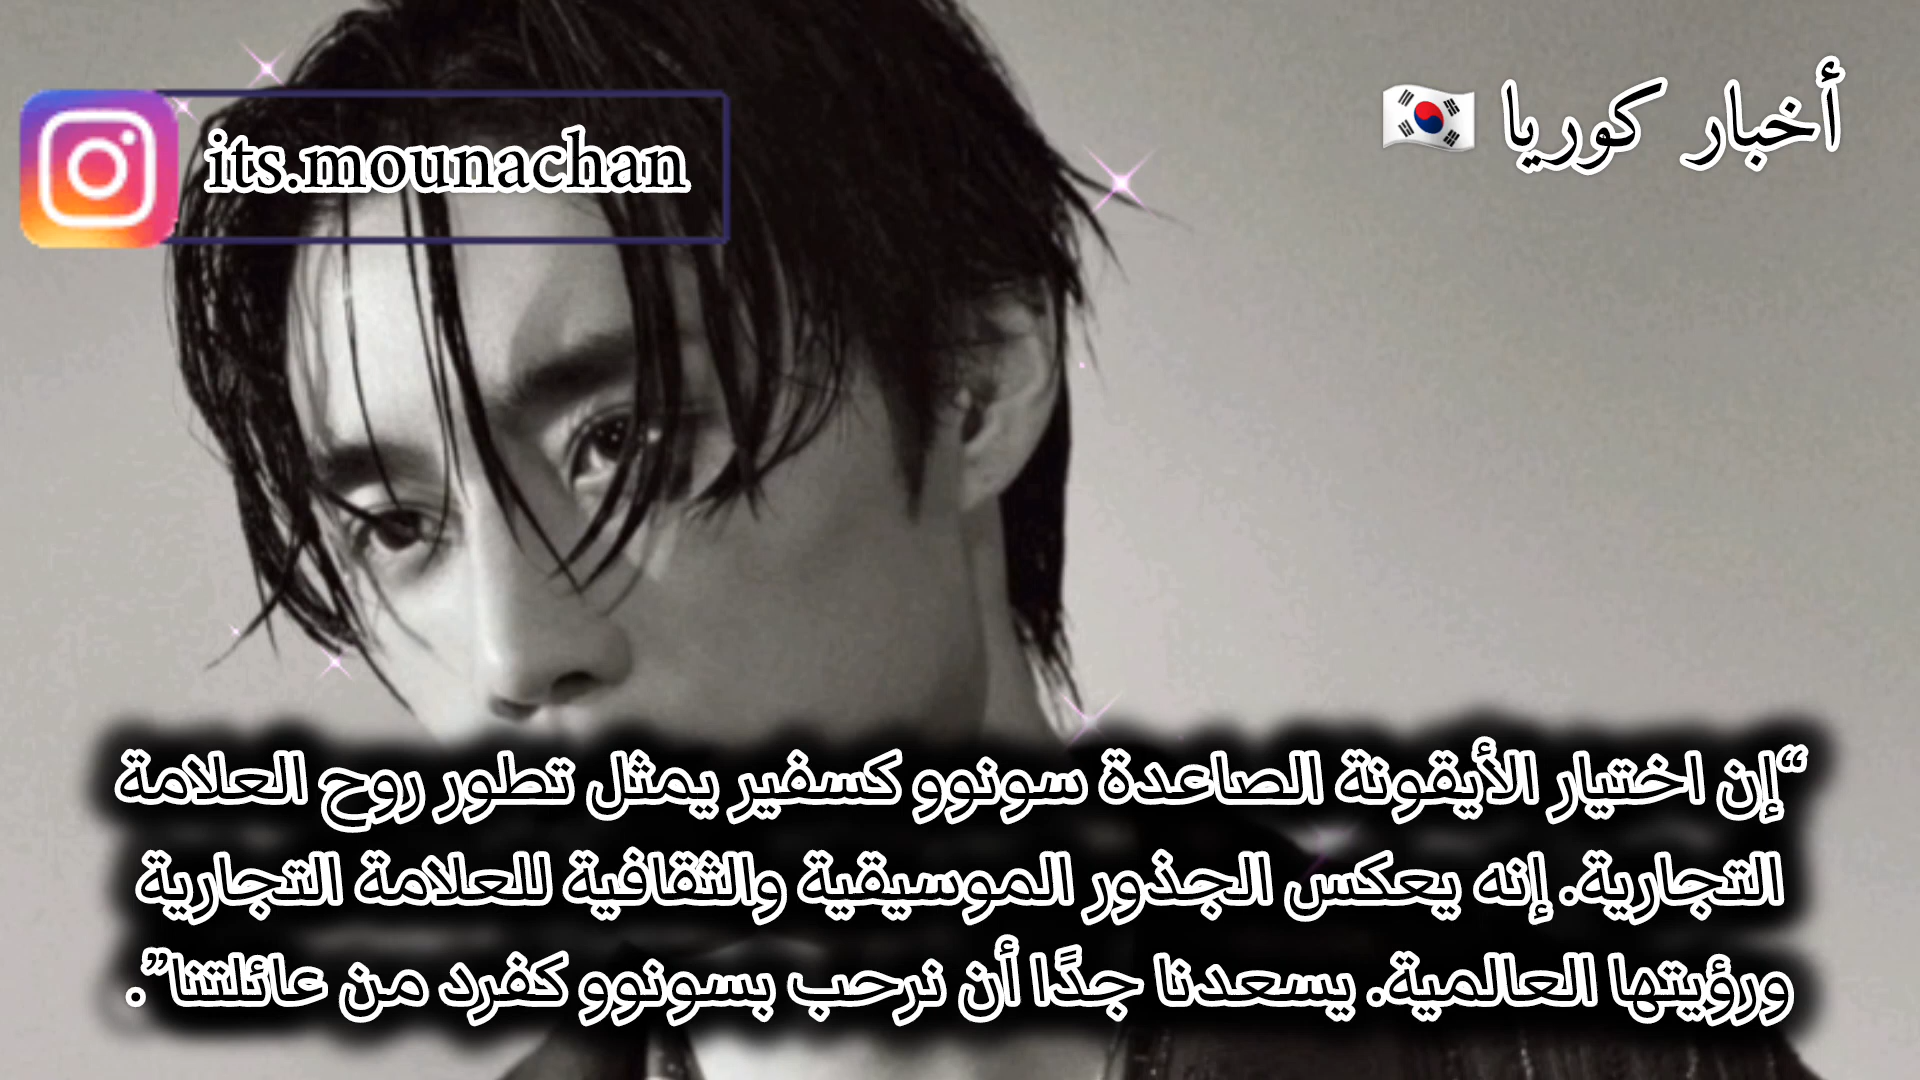 أخبار كوريا 🇰🇷
its.mounachan
“إن اختيار الأيقونة الصاعدة سونوو كسفير يمثل تطور روح العلامة
التجارية. إنه يعكس الجذور الموسيقية والثقافية للعلامة التجارية
ورؤيتها العالمية. يسعدنا جدًا أن نرحب بسونوو كفرد من عائلتنا”.